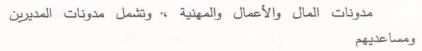 مدونات المال والأعمال والمهنية ،. وتشمل مدونات المديرين
ومساعديهم